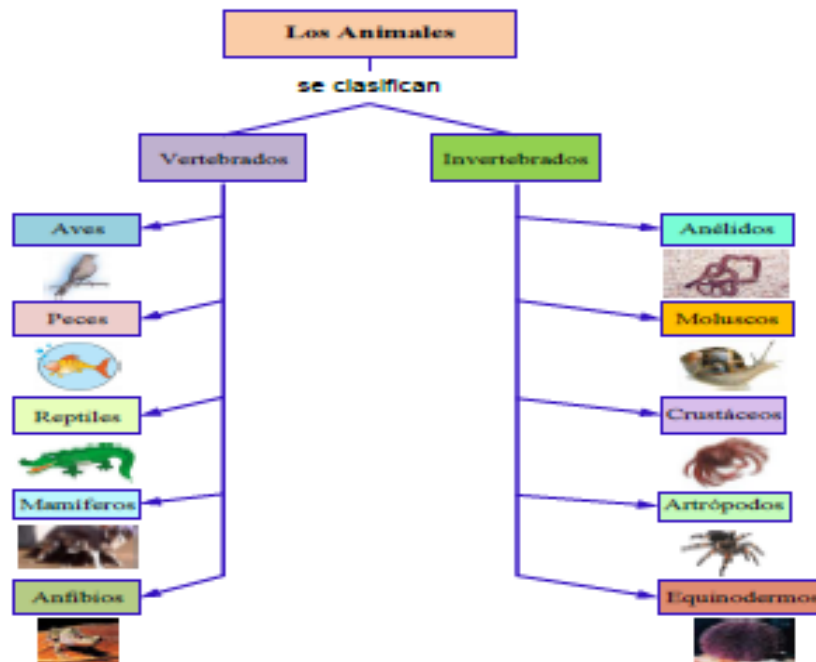 Los Animales
se clasifican
Vertebrados
Invertebrados
Aves
Peces
Reptiles
Mamíferos
Anfibios
Anélidos
Moluscos
Crustáceos
Artrópodos
Equinodermos